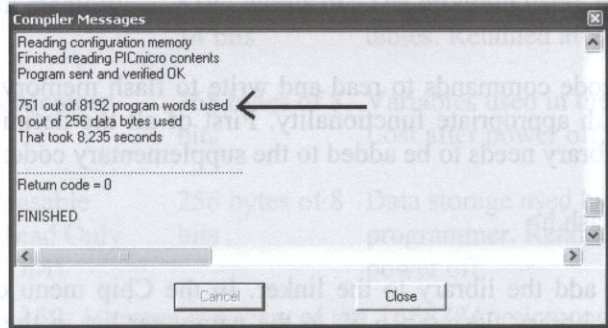 Compiler Messages
Reading configuration memory
Finished reading PICmicro contents
Program sent and verified OK
751 out of 8192 program words used
0 out of 256 data bytes used
That took 8,235 seconds
Return code = 0
FINISHED
Cancel
Close